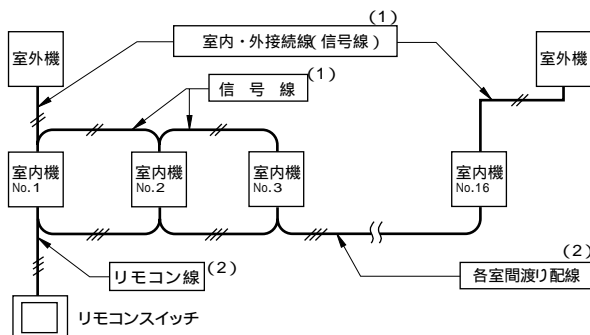 室内・外接続線(信号線)(1)
室外機
室外機
信号線(1)
室内機 No.1
室内機 No.2
室内機 No.3
室内機 No.16
リモコン線(2)
各室間渡り配線(2)
リモコンスイッチ